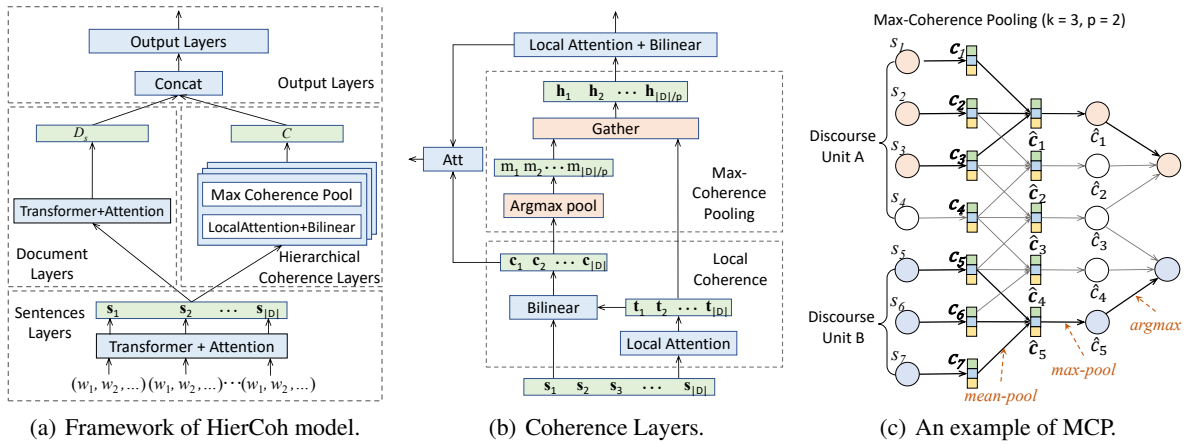 Output Layers
Concat
Output Layers
D_s
C
Max Coherence Pool
LocalAttention+Bilinear
Transformer+Attention
Document
Layers
Hierarchical
Coherence Layers
Sentences
Layers
s_1 s_2 ... s_|D|
Transformer + Attention
(w_1, w_2, ...) (w_1, w_2, ...) ··· (w_1, w_2, ...)
(a) Framework of HierCoh model.
Local Attention + Bilinear
h_1 h_2 ... h_|D|/p
Gather
Att
m_1 m_2 ··· m_|D|/p
Argmax pool
Max-
Coherence
Pooling
c_1 c_2 ... c_|D|
Local
Coherence
Bilinear
t_1 t_2 ... t_|D|
Local Attention
s_1 s_2 s_3 ... s_|D|
(b) Coherence Layers.
Max-Coherence Pooling (k = 3, p = 2)
s_1 c_1
s_2 c_2
ĉ_1 ĉ_1
Discourse
Unit A
s_3 c_3
ĉ_2 ĉ_2
s_4 c_4
ĉ_3 ĉ_3
s_5 c_5
ĉ_4 ĉ_4
Discourse
Unit B
s_6 c_6
ĉ_5 ĉ_5
s_7 c_7
argmax
max-pool
mean-pool
(c) An example of MCP.